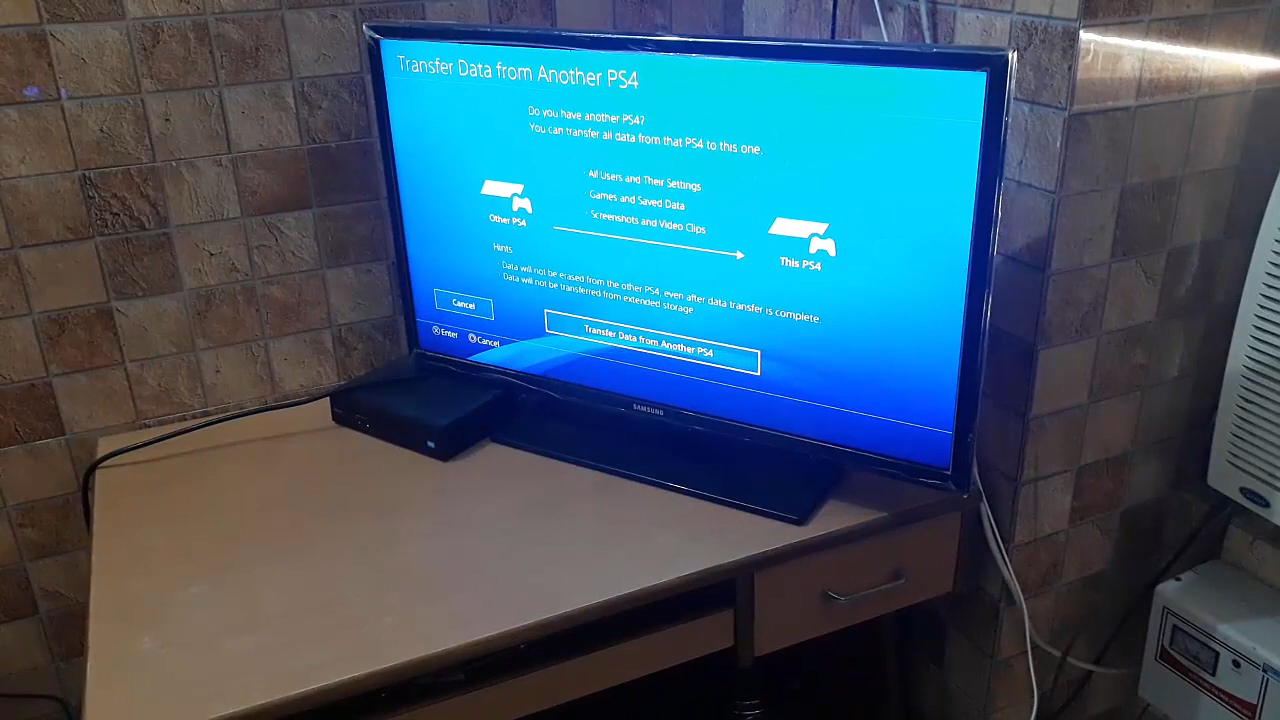 Transfer Data from Another PS4
Do you have another PS4?
You can transfer all data from that PS4 to this one.
· All Users and Their Settings
· Games and Saved Data
· Screenshots and Video Clips
Other PS4
This PS4
Hints
· Data will not be erased from the other PS4, even after data transfer is complete.
· Data will not be transferred from extended storage
Cancel
Transfer Data from Another PS4
Enter
Cancel
SAMSUNG